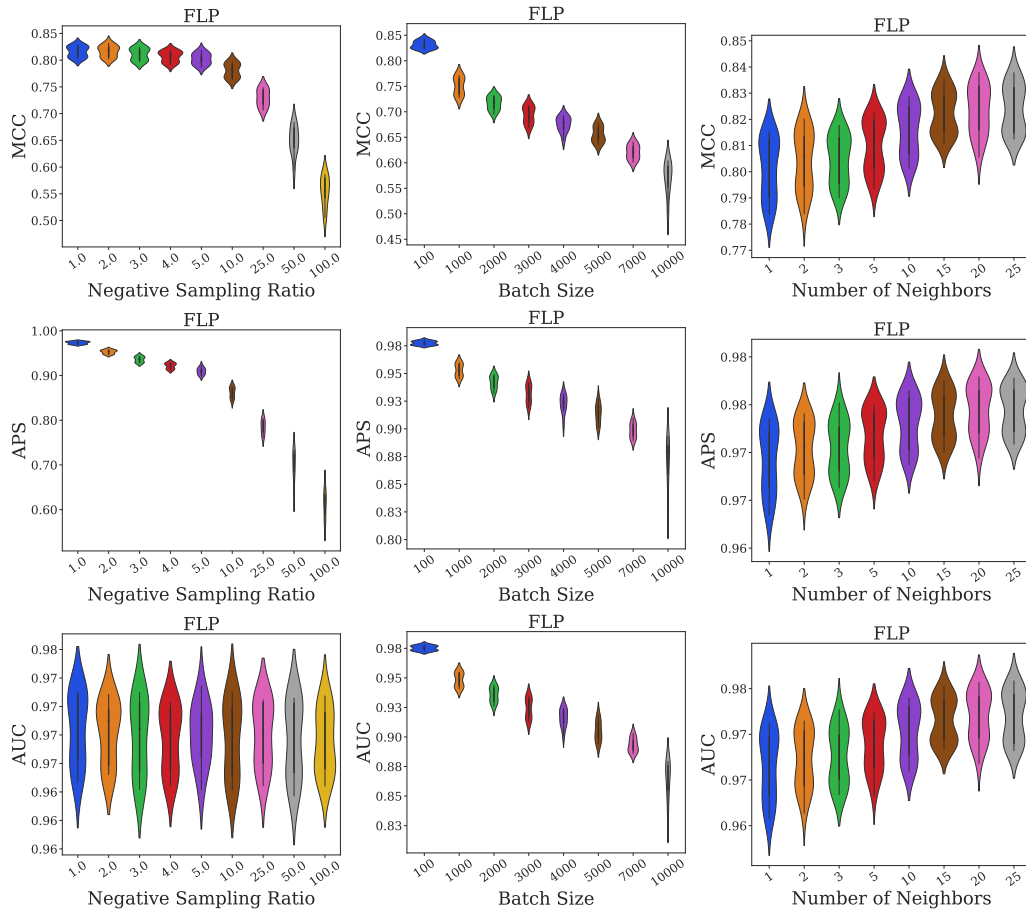 FLP
0.85
0.80
0.75
0.70
0.65
0.60
0.55
0.50
MCC
1.0 2.0 3.0 4.0 5.0 10.0 25.0 50.0 100.0
Negative Sampling Ratio
FLP
0.85
0.80
0.75
0.70
0.65
0.60
0.55
0.50
0.45
MCC
100 1000 2000 3000 4000 5000 7000 10000
Batch Size
FLP
0.85
0.84
0.83
0.82
0.81
0.80
0.78
0.77
MCC
1 2 3 5 10 15 20 25
Number of Neighbors
FLP
1.00
0.90
0.80
0.70
0.60
APS
1.0 2.0 3.0 4.0 5.0 10.0 25.0 50.0 100.0
Negative Sampling Ratio
FLP
0.98
0.95
0.93
0.90
0.88
0.85
0.83
0.80
APS
100 1000 2000 3000 4000 5000 7000 10000
Batch Size
FLP
0.98
0.98
0.97
0.97
0.96
APS
1 2 3 5 10 15 20 25
Number of Neighbors
FLP
0.98
0.97
0.97
0.97
0.97
0.96
0.96
0.96
AUC
1.0 2.0 3.0 4.0 5.0 10.0 25.0 50.0 100.0
Negative Sampling Ratio
FLP
0.98
0.95
0.93
0.90
0.88
0.85
0.83
AUC
100 1000 2000 3000 4000 5000 7000 10000
Batch Size
FLP
0.98
0.97
0.97
0.96
AUC
1 2 3 5 10 15 20 25
Number of Neighbors